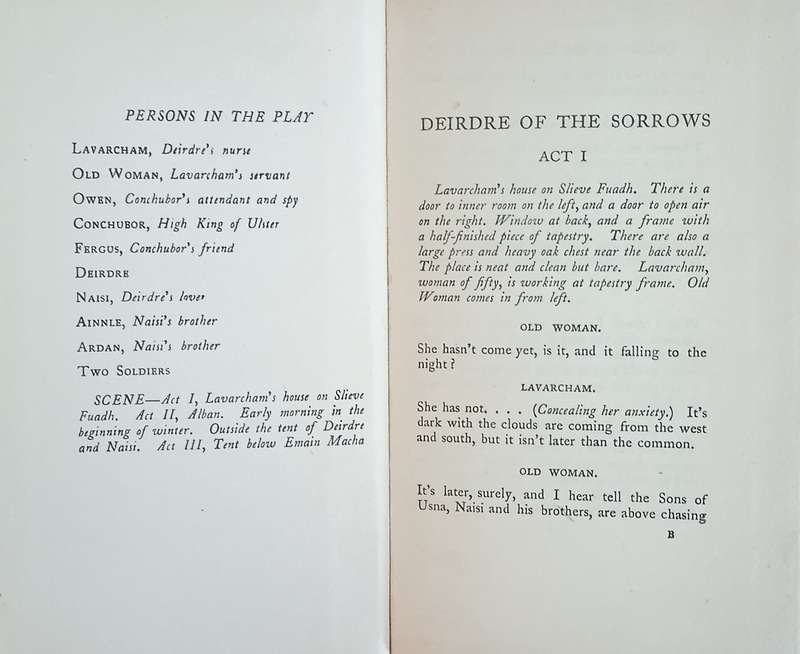 PERSONS IN THE PLAY
LAVARCHAM, Deirdre's nurse
OLD WOMAN, Lavarcham's servant
OWEN, Conchubor's attendant and spy
CONCHUBOR, High King of Ulster
FERGUS, Conchubor's friend
DEIRDRE
NAISI, Deirdre's lover
AINNLE, Naisi's brother
ARDAN, Naisi's brother
TWO SOLDIERS
SCENE—Act I, Lavarcham's house on Slieve
Fuadh. Act II, Alban. Early morning in the
beginning of winter. Outside the tent of Deirdre
and Naisi. Act III, Tent below Emain Macha
DEIRDRE OF THE SORROWS
ACT I
Lavarcham's house on Slieve Fuadh. There is a
door to inner room on the left, and a door to open air
on the right. Window at back, and a frame with
a half-finished piece of tapestry. There are also a
large press and heavy oak chest near the back wall.
The place is neat and clean but bare. Lavarcham,
woman of fifty, is working at tapestry frame. Old
Woman comes in from left.
OLD WOMAN.
She hasn't come yet, is it, and it falling to the
night?
LAVARCHAM.
She has not. . . . (Concealing her anxiety.) It's
dark with the clouds are coming from the west
and south, but it isn't later than the common.
OLD WOMAN.
It's later, surely, and I hear tell the Sons of
Usna, Naisi and his brothers, are above chasing
B